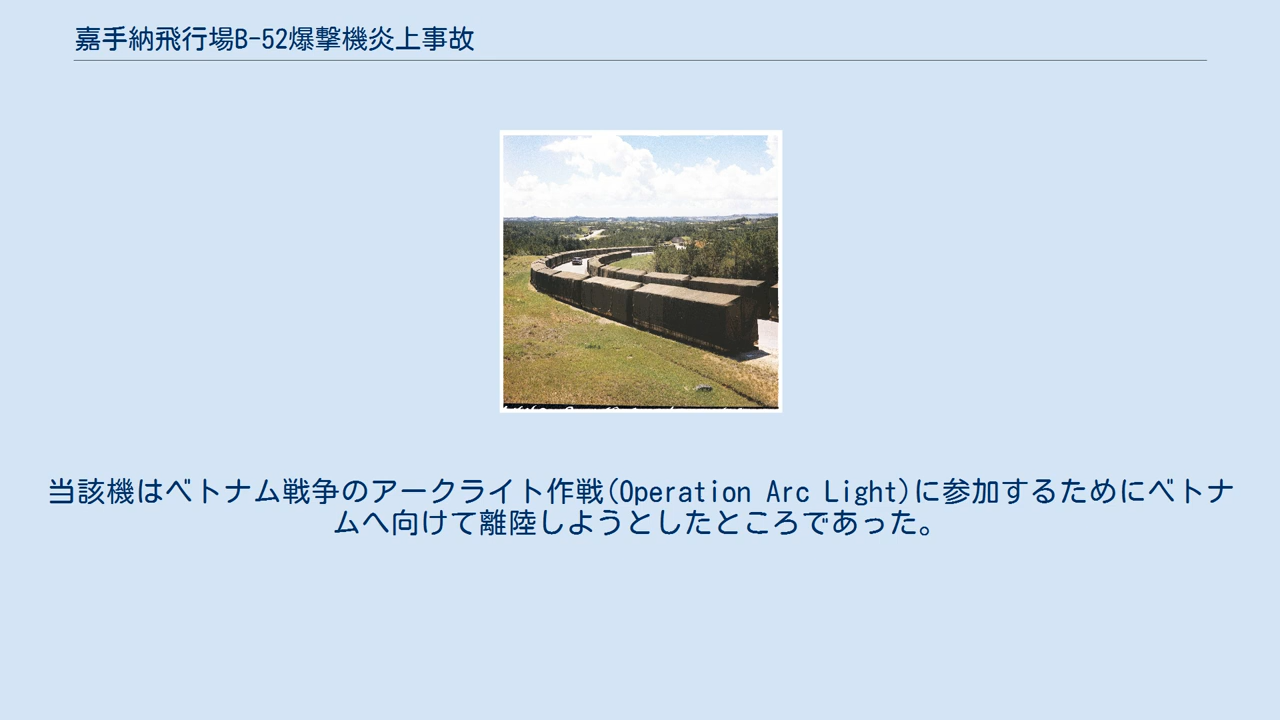 嘉手納飛行場B-52爆撃機炎上事故
当該機はベトナム戦争のアークライト作戦(Operation Arc Light)に参加するためにベトナ
ムへ向けて離陸しようとしたところであった。